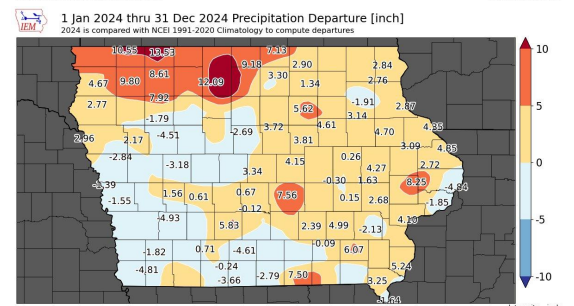 IEM
1 Jan 2024 thru 31 Dec 2024 Precipitation Departure [inch]
2024 is compared with NCEI 1991-2020 Climatology to compute departures
10.55 13.53 7.13
9.18 2.90 2.84
8.61
4.67 9.80 12.09 3.30 1.34 2.76
7.92
2.77 -1.91 2.87
5.62
-1.79 3.14
-4.51 -2.69 3.72 4.61 4.70 4.35
2.96 2.17 3.81 3.09 4.35
-2.84 0.26
-3.18 4.15 4.27 2.72
3.34
-0.30 1.63 8.25 -4.84
-1.39
-1.55 1.56 0.61 0.67 7.56 0.15 2.68 -1.85
-0.12
-4.93 4.10
5.83 2.39 4.99 -2.13
-0.09
-1.82 0.71 -4.61 6.07
-4.81 -0.24 5.24
-3.66 -2.79 7.50 3.25
10
5
0
-5
-10